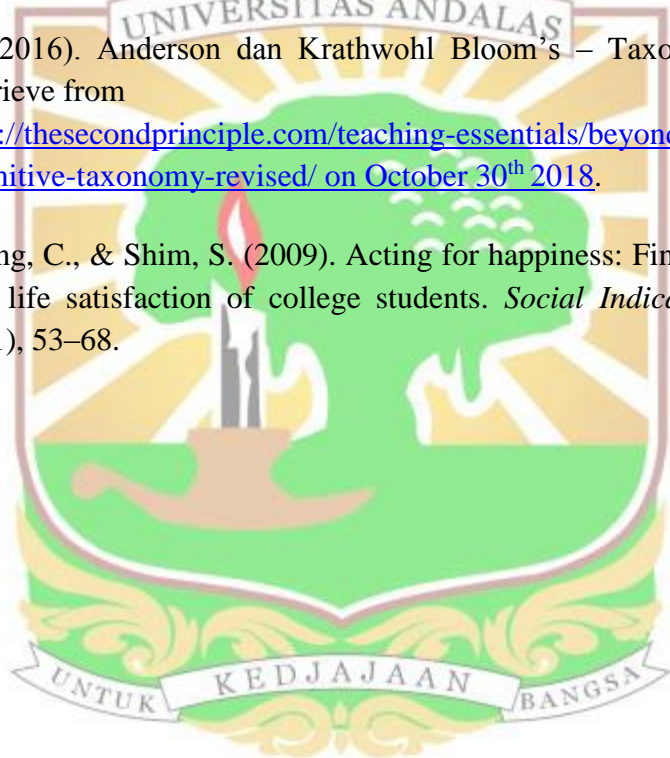 UNIVERSITAS ANDALAS
2016). Anderson dan Krathwohl Bloom’s – Taxo
rieve from
://thesecondprinciple.com/teaching-essentials/beyond
nitive-taxonomy-revised/ on October 30th 2018.
ng, C., & Shim, S. (2009). Acting for happiness: Fin
life satisfaction of college students. Social Indica
), 53–68.
UNTUK KEDJAJAAN BANGSA